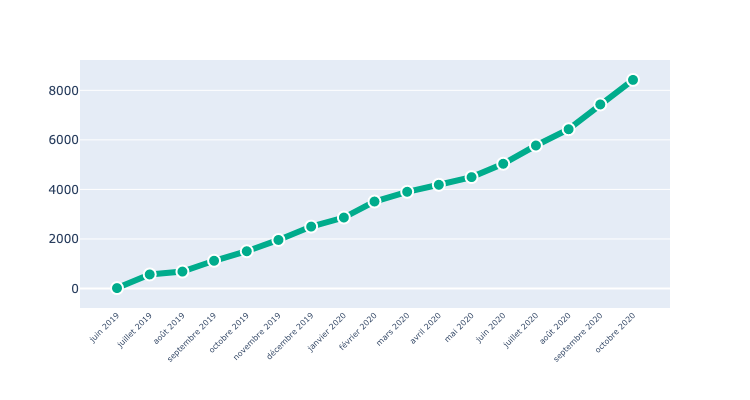 8000
6000
4000
2000
0
juin 2019
juillet 2019
août 2019
septembre 2019
octobre 2019
novembre 2019
décembre 2019
janvier 2020
février 2020
mars 2020
avril 2020
mai 2020
juin 2020
juillet 2020
août 2020
septembre 2020
octobre 2020